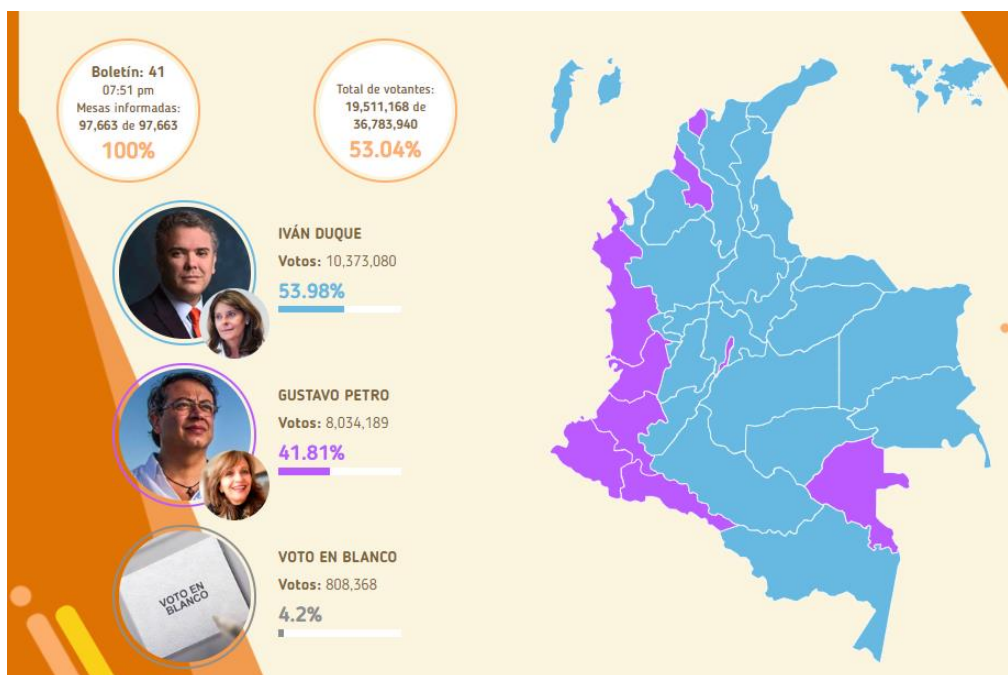 Boletín: 41
07:51 pm
Mesas informadas:
97,663 de 97,663
100%
Total de votantes:
19,511,168 de
36,783,940
53.04%
IVÁN DUQUE
Votos: 10,373,080
53.98%
GUSTAVO PETRO
Votos: 8,034,189
41.81%
VOTO EN
BLANCO
VOTO EN BLANCO
Votos: 808,368
4.2%